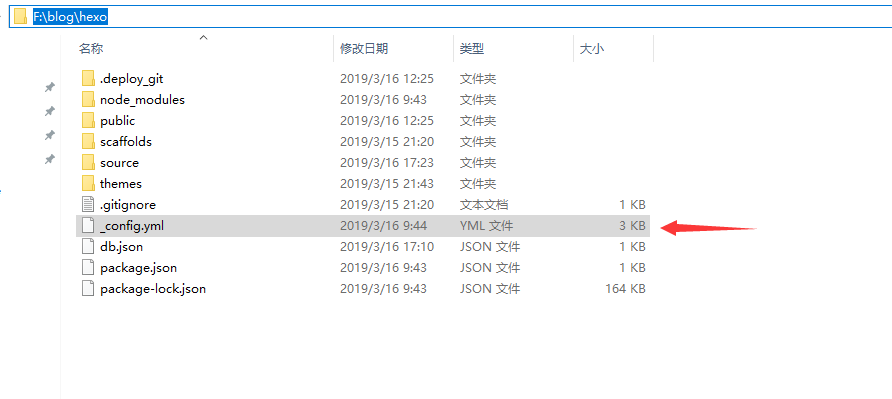 F:\blog\hexo
名称 修改日期 类型 大小
.deploy_git 2019/3/16 12:25 文件夹
node_modules 2019/3/16 9:43 文件夹
public 2019/3/16 12:25 文件夹
scaffolds 2019/3/15 21:20 文件夹
source 2019/3/16 17:23 文件夹
themes 2019/3/15 21:43 文件夹
.gitignore 2019/3/15 21:20 文本文档 1 KB
_config.yml 2019/3/16 9:44 YML 文件 3 KB
db.json 2019/3/16 17:10 JSON 文件 1 KB
package.json 2019/3/16 9:43 JSON 文件 1 KB
package-lock.json 2019/3/16 9:43 JSON 文件 164 KB